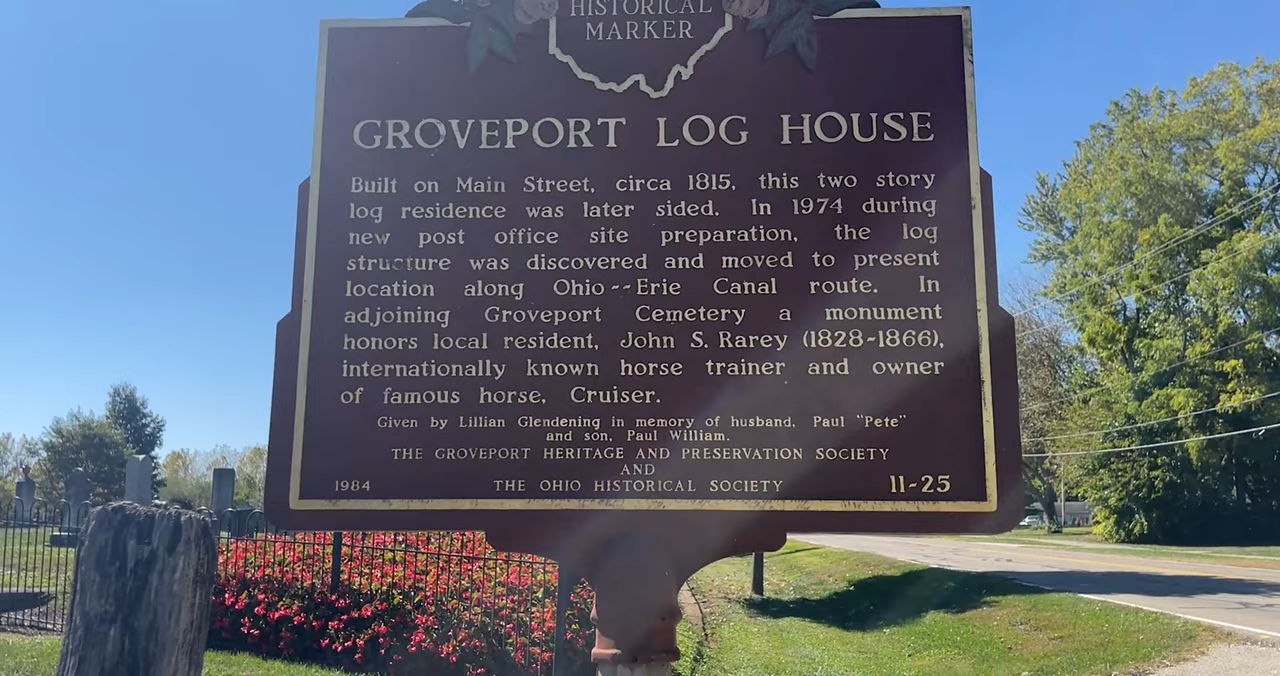 HISTORICAL
MARKER
GROVEPORT LOG HOUSE
Built on Main Street, circa 1815, this two story
log residence was later sided. In 1974 during
new post office site preparation, the log
structure was discovered and moved to present
location along Ohio--Erie Canal route. In
adjoining Groveport Cemetery a monument
honors local resident, John S. Rarey (1828-1866),
internationally known horse trainer and owner
of famous horse, Cruiser.
Given by Lillian Glendening in memory of husband, Paul "Pete"
and son, Paul William.
THE GROVEPORT HERITAGE AND PRESERVATION SOCIETY
AND
1984 THE OHIO HISTORICAL SOCIETY 11-25